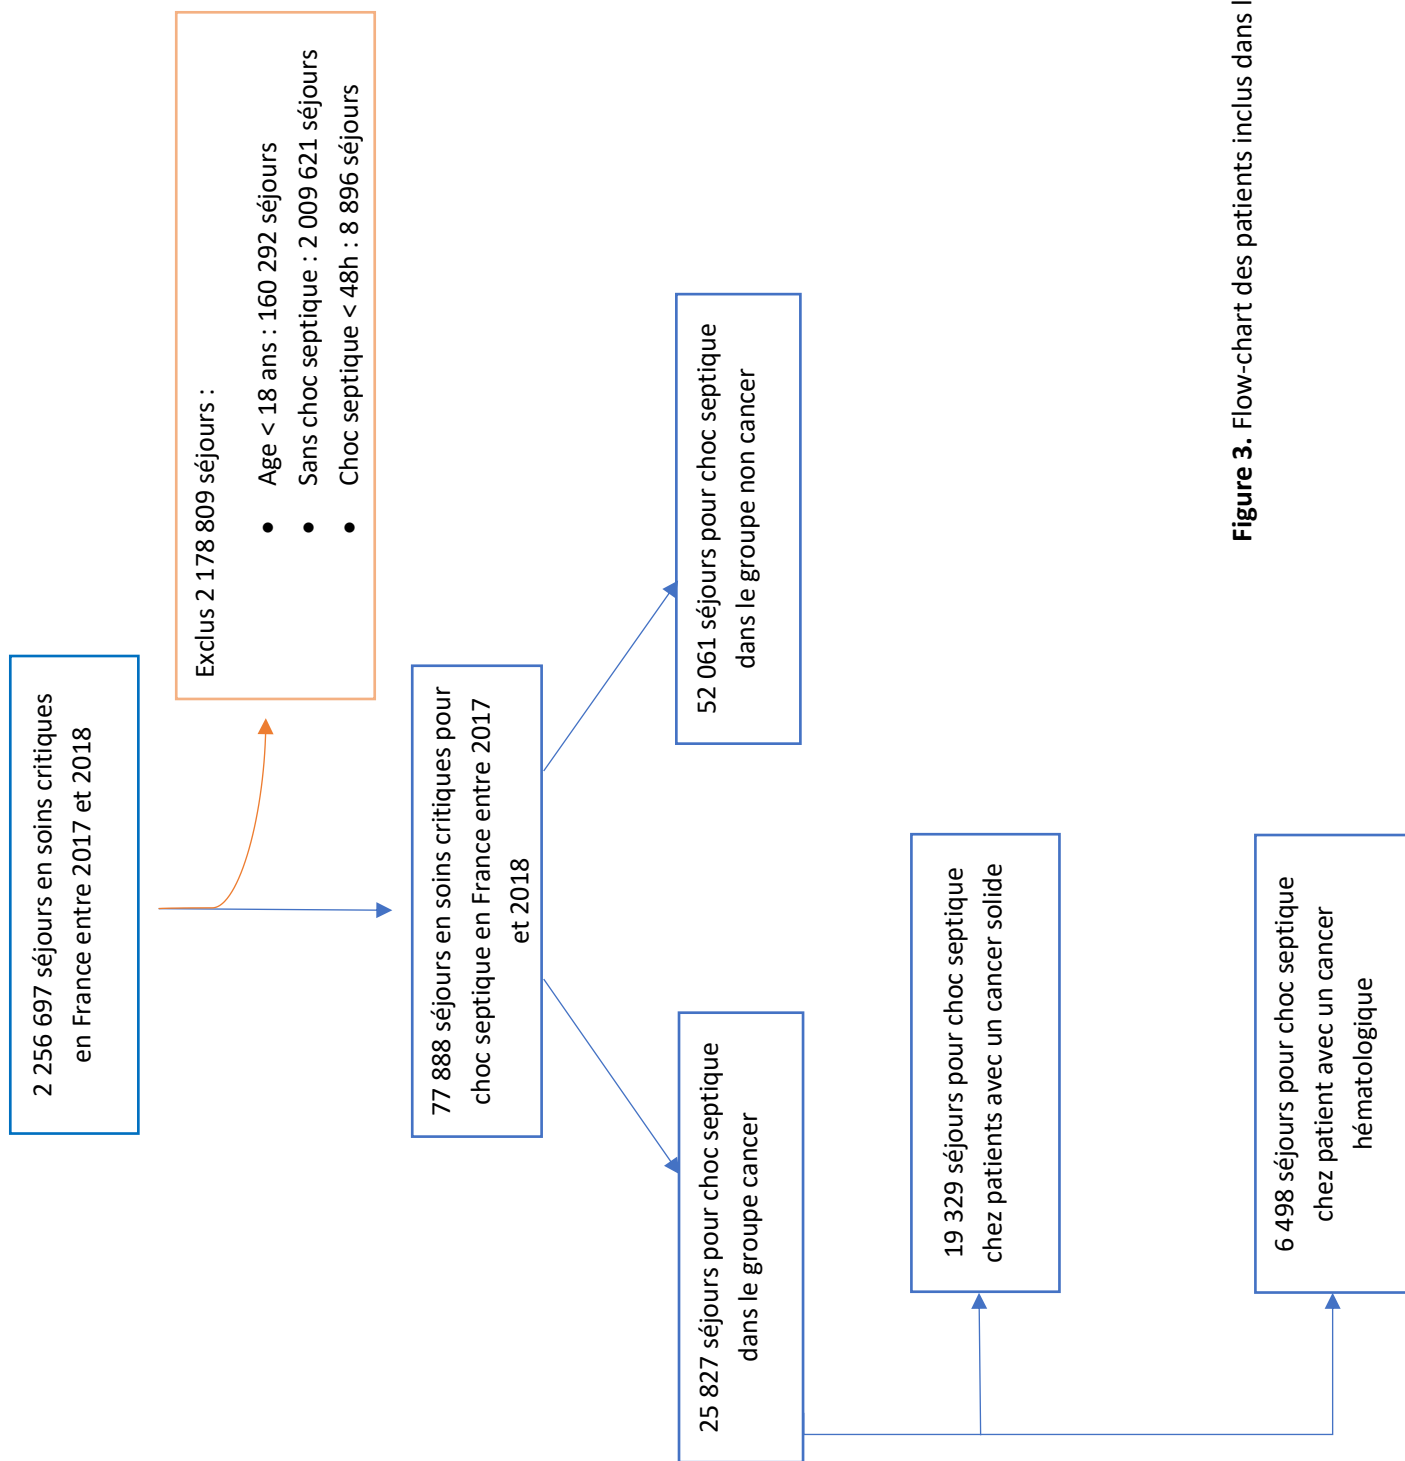 2 256 697 séjours en soins critiques
en France entre 2017 et 2018
Exclus 2 178 809 séjours :
• Age < 18 ans : 160 292 séjours
• Sans choc septique : 2 009 621 séjours
• Choc septique < 48h : 8 896 séjours
77 888 séjours en soins critiques pour
choc septique en France entre 2017
et 2018
25 827 séjours pour choc septique
dans le groupe cancer
52 061 séjours pour choc septique
dans le groupe non cancer
19 329 séjours pour choc septique
chez patients avec un cancer solide
6 498 séjours pour choc septique
chez patient avec un cancer
hématologique
Figure 3. Flow-chart des patients inclus dans